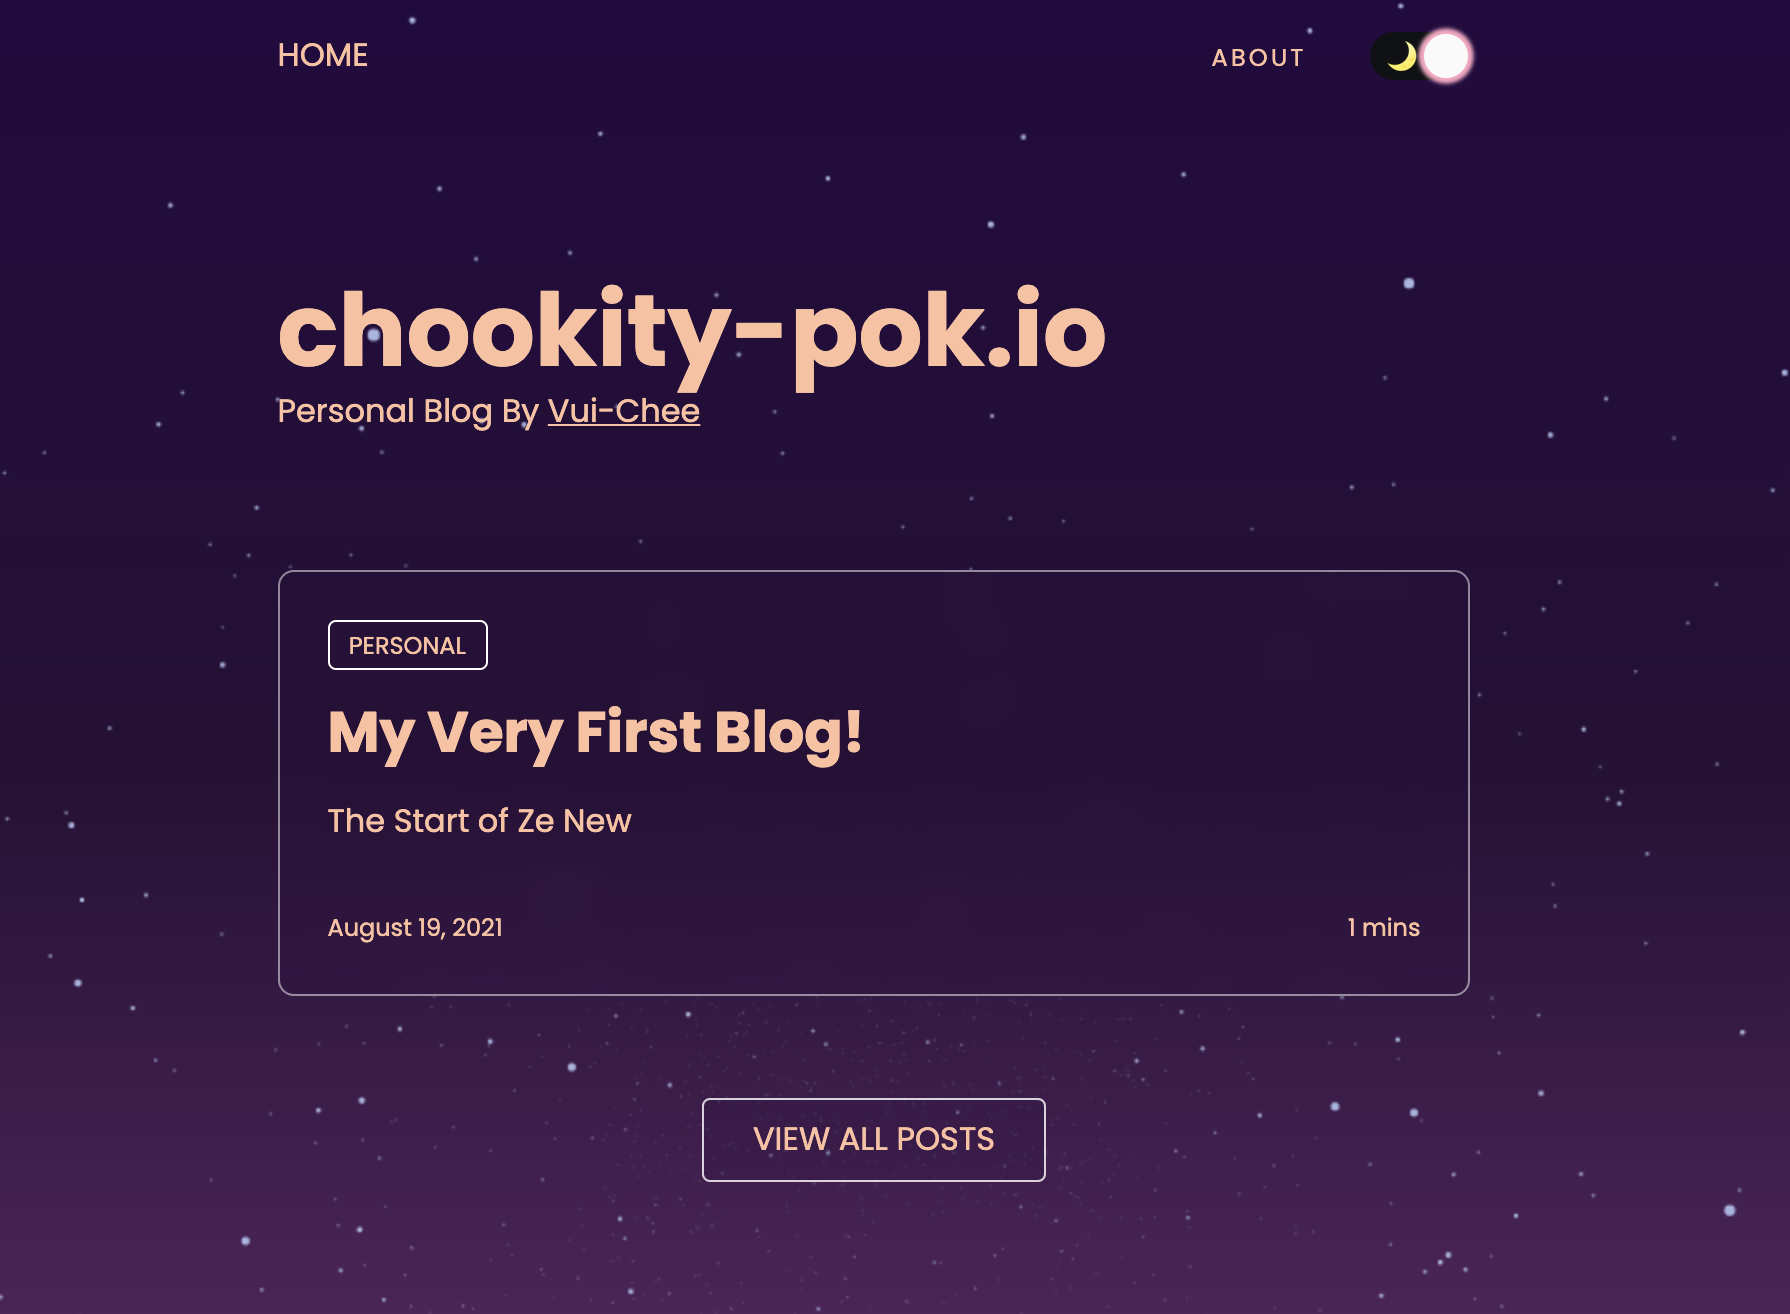 HOME
ABOUT
chookity-pok.io
Personal Blog By Vui-Chee
PERSONAL
My Very First Blog!
The Start of Ze New
August 19, 2021
1 mins
VIEW ALL POSTS